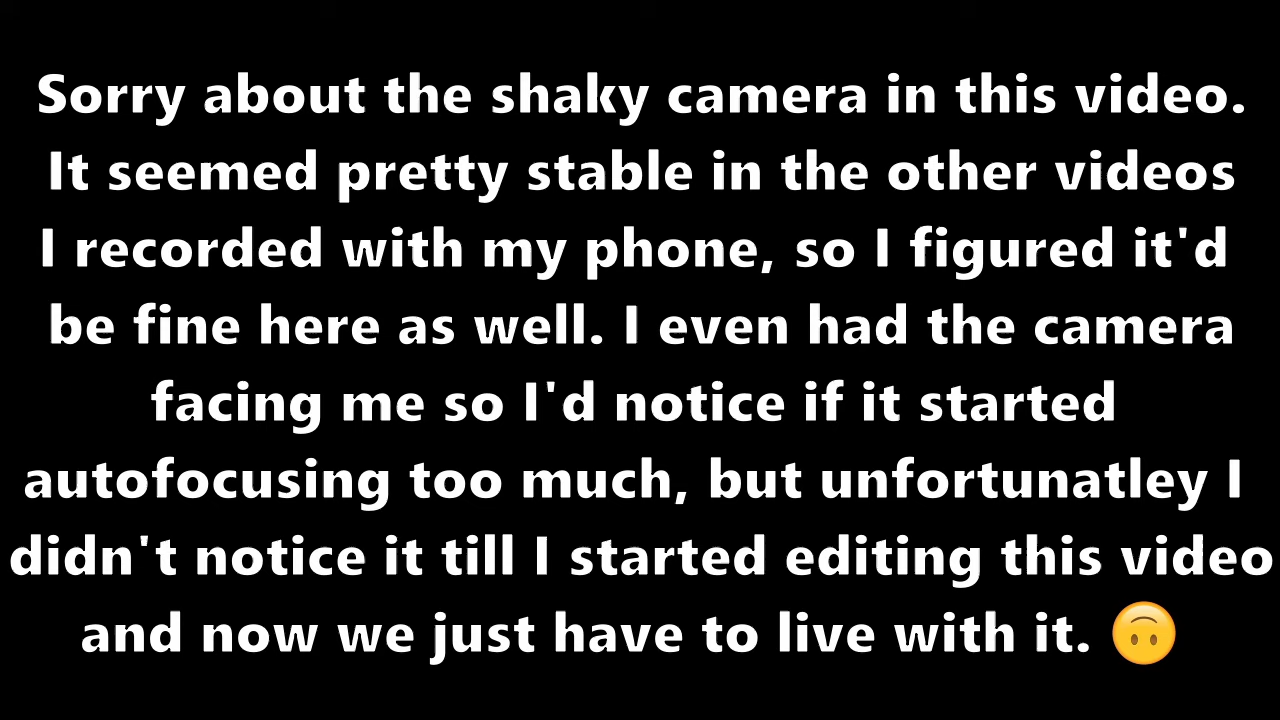 Sorry about the shaky camera in this video.
It seemed pretty stable in the other videos
I recorded with my phone, so I figured it'd
be fine here as well. I even had the camera
facing me so I'd notice if it started
autofocusing too much, but unfortunatley I
didn't notice it till I started editing this video
and now we just have to live with it. 🙃